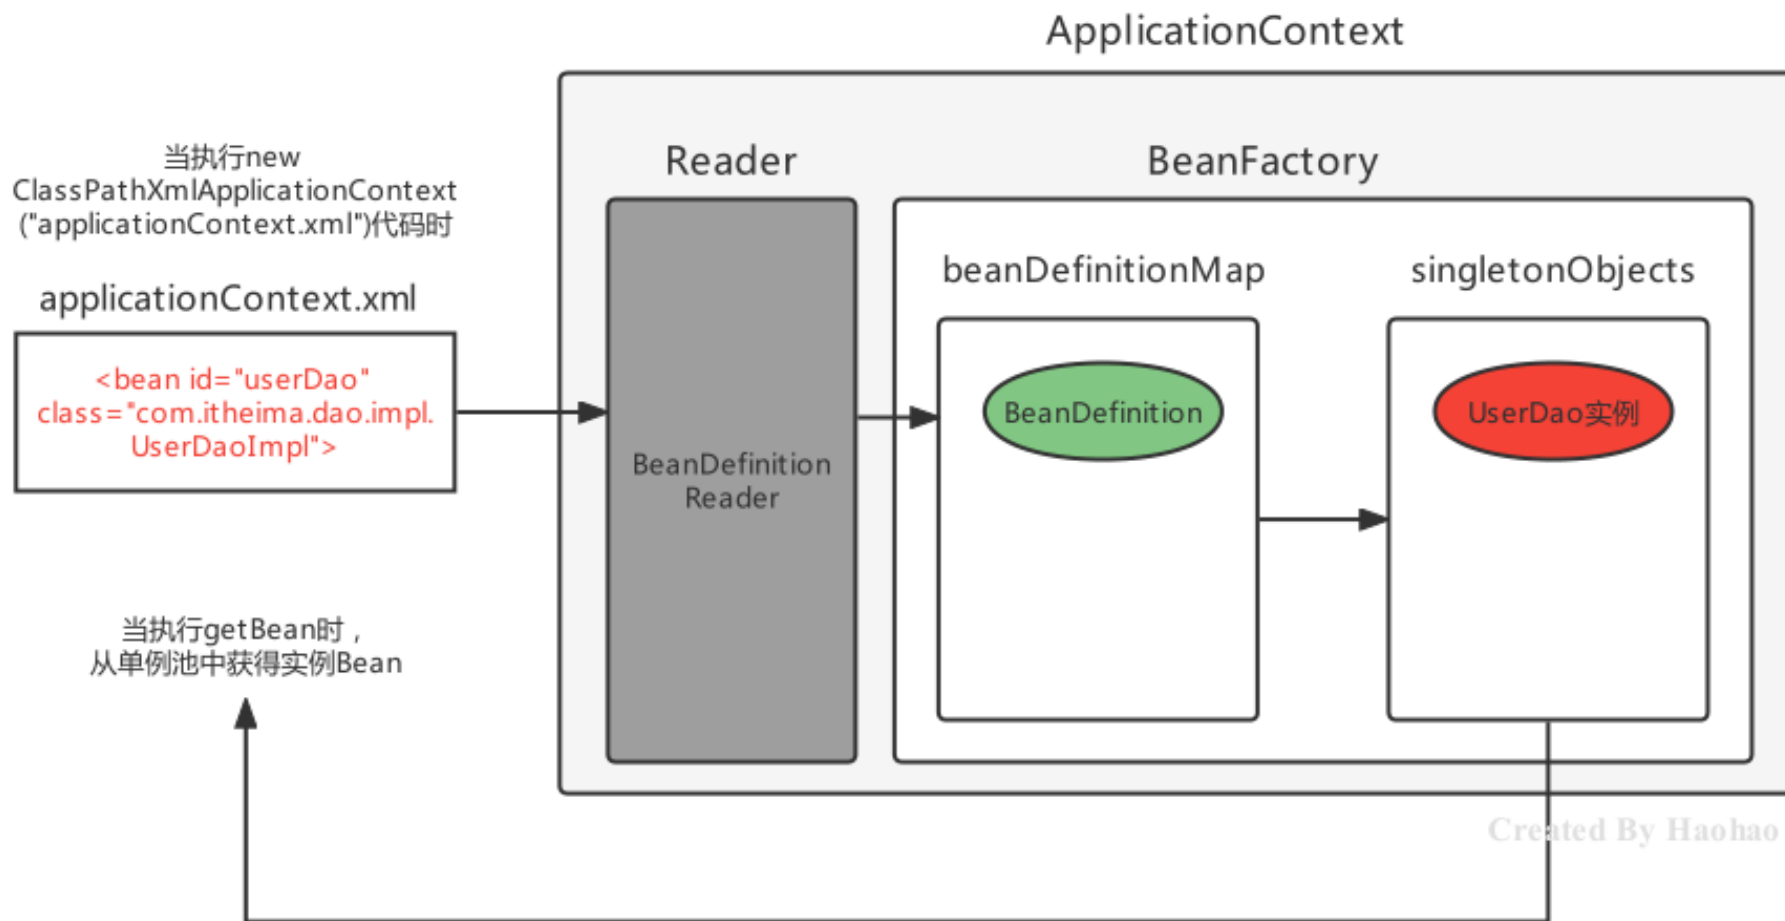 ApplicationContext
当执行new
ClassPathXmlApplicationContext
("applicationContext.xml")代码时
applicationContext.xml
<bean id="userDao"
class="com.itheima.dao.impl.
UserDaoImpl">
Reader
BeanDefinition
Reader
BeanFactory
beanDefinitionMap
BeanDefinition
singletonObjects
UserDao实例
当执行getBean时，
从单例池中获得实例Bean
Created By Haohao